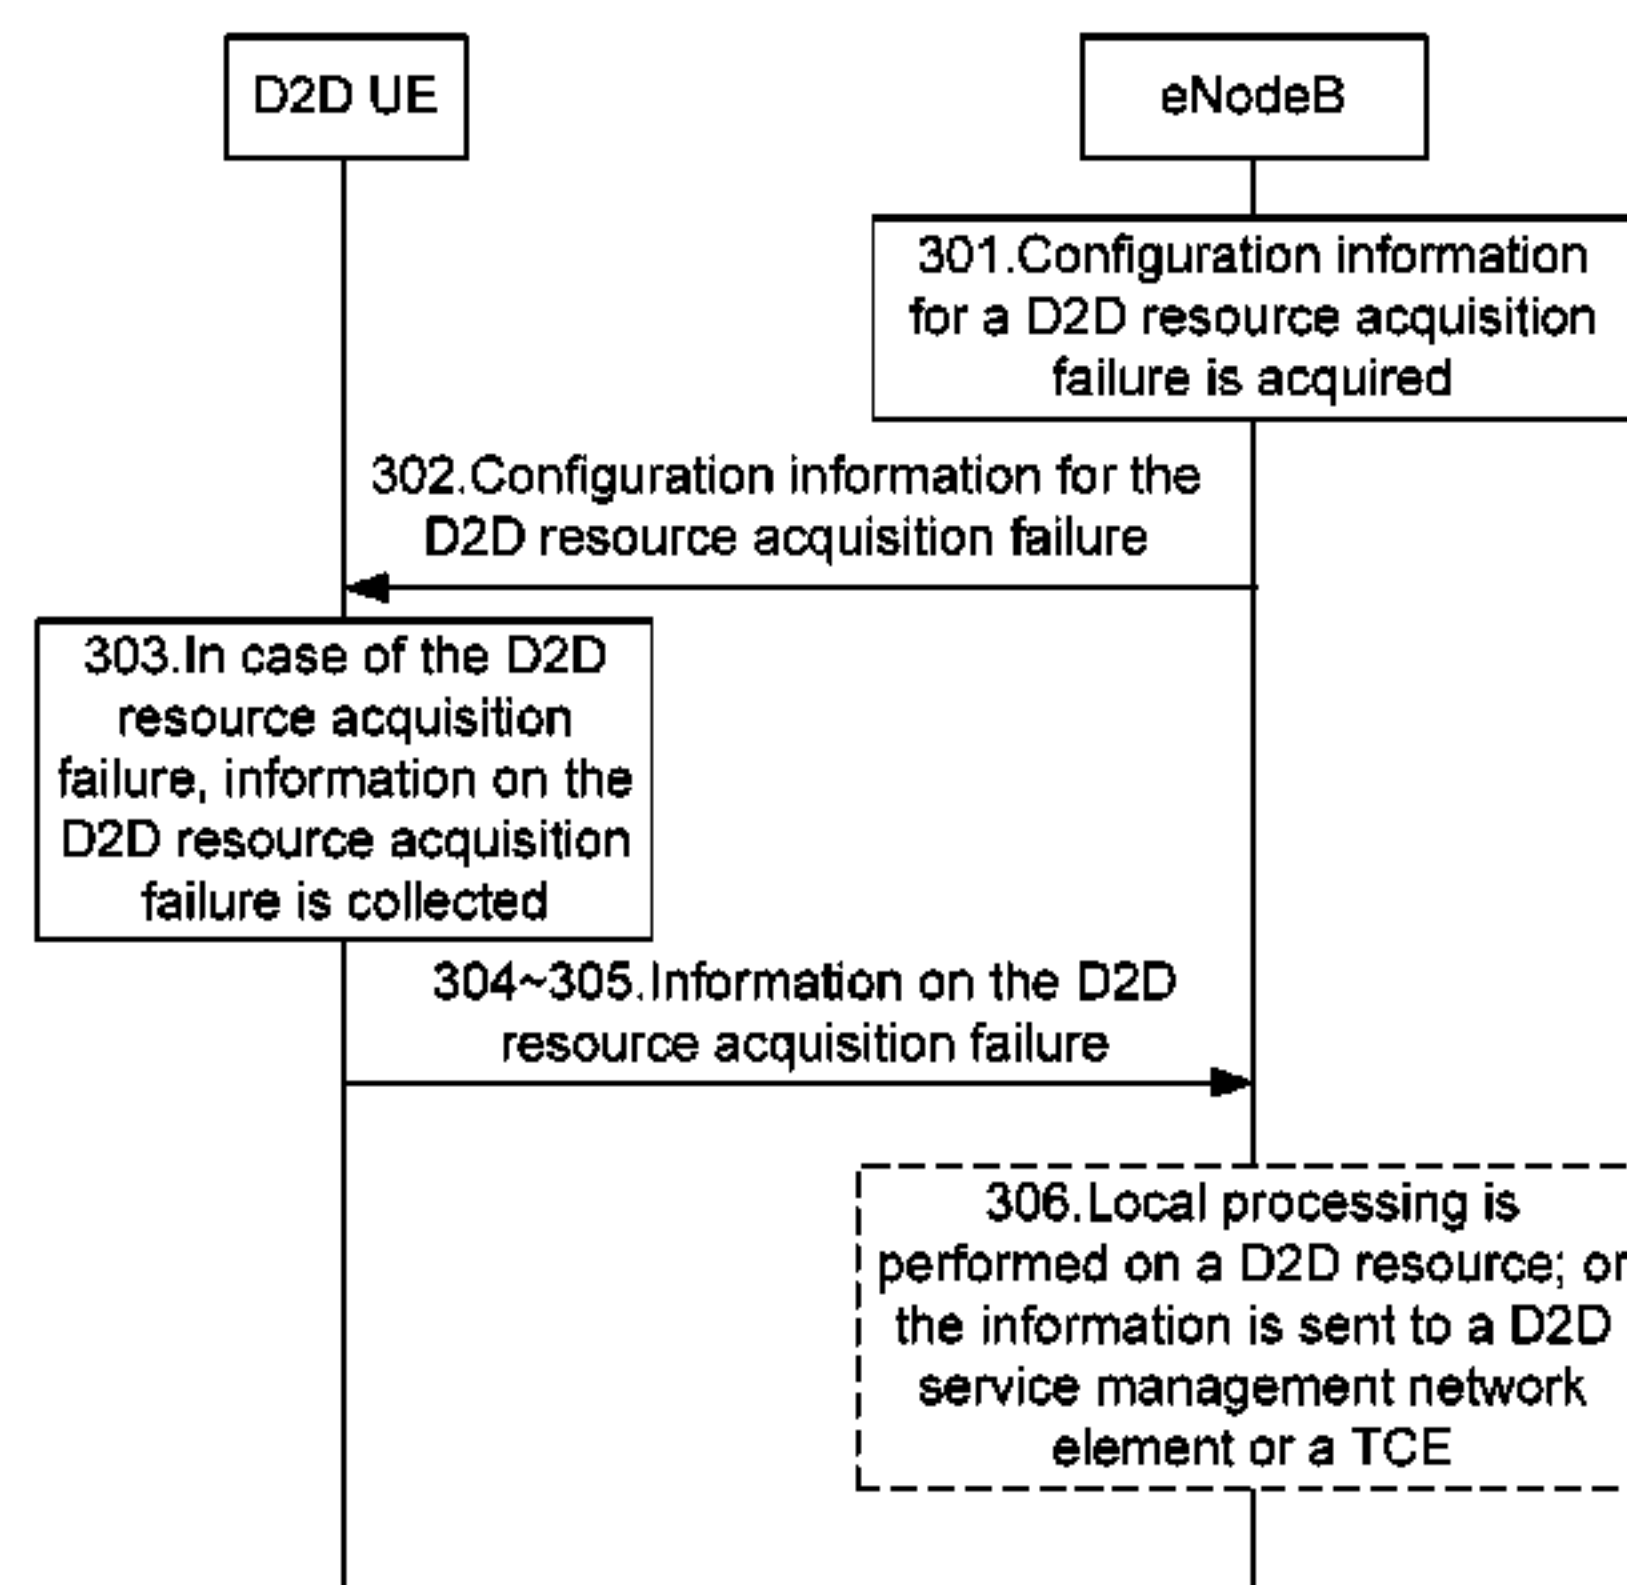 D2D UE
eNodeB
301.Configuration information
for a D2D resource acquisition
failure is acquired
302.Configuration information for the
D2D resource acquisition failure
303.In case of the D2D
resource acquisition
failure, information on the
D2D resource acquisition
failure is collected
304~305.Information on the D2D
resource acquisition failure
306.Local processing is
performed on a D2D resource; or
the information is sent to a D2D
service management network
element or a TCE